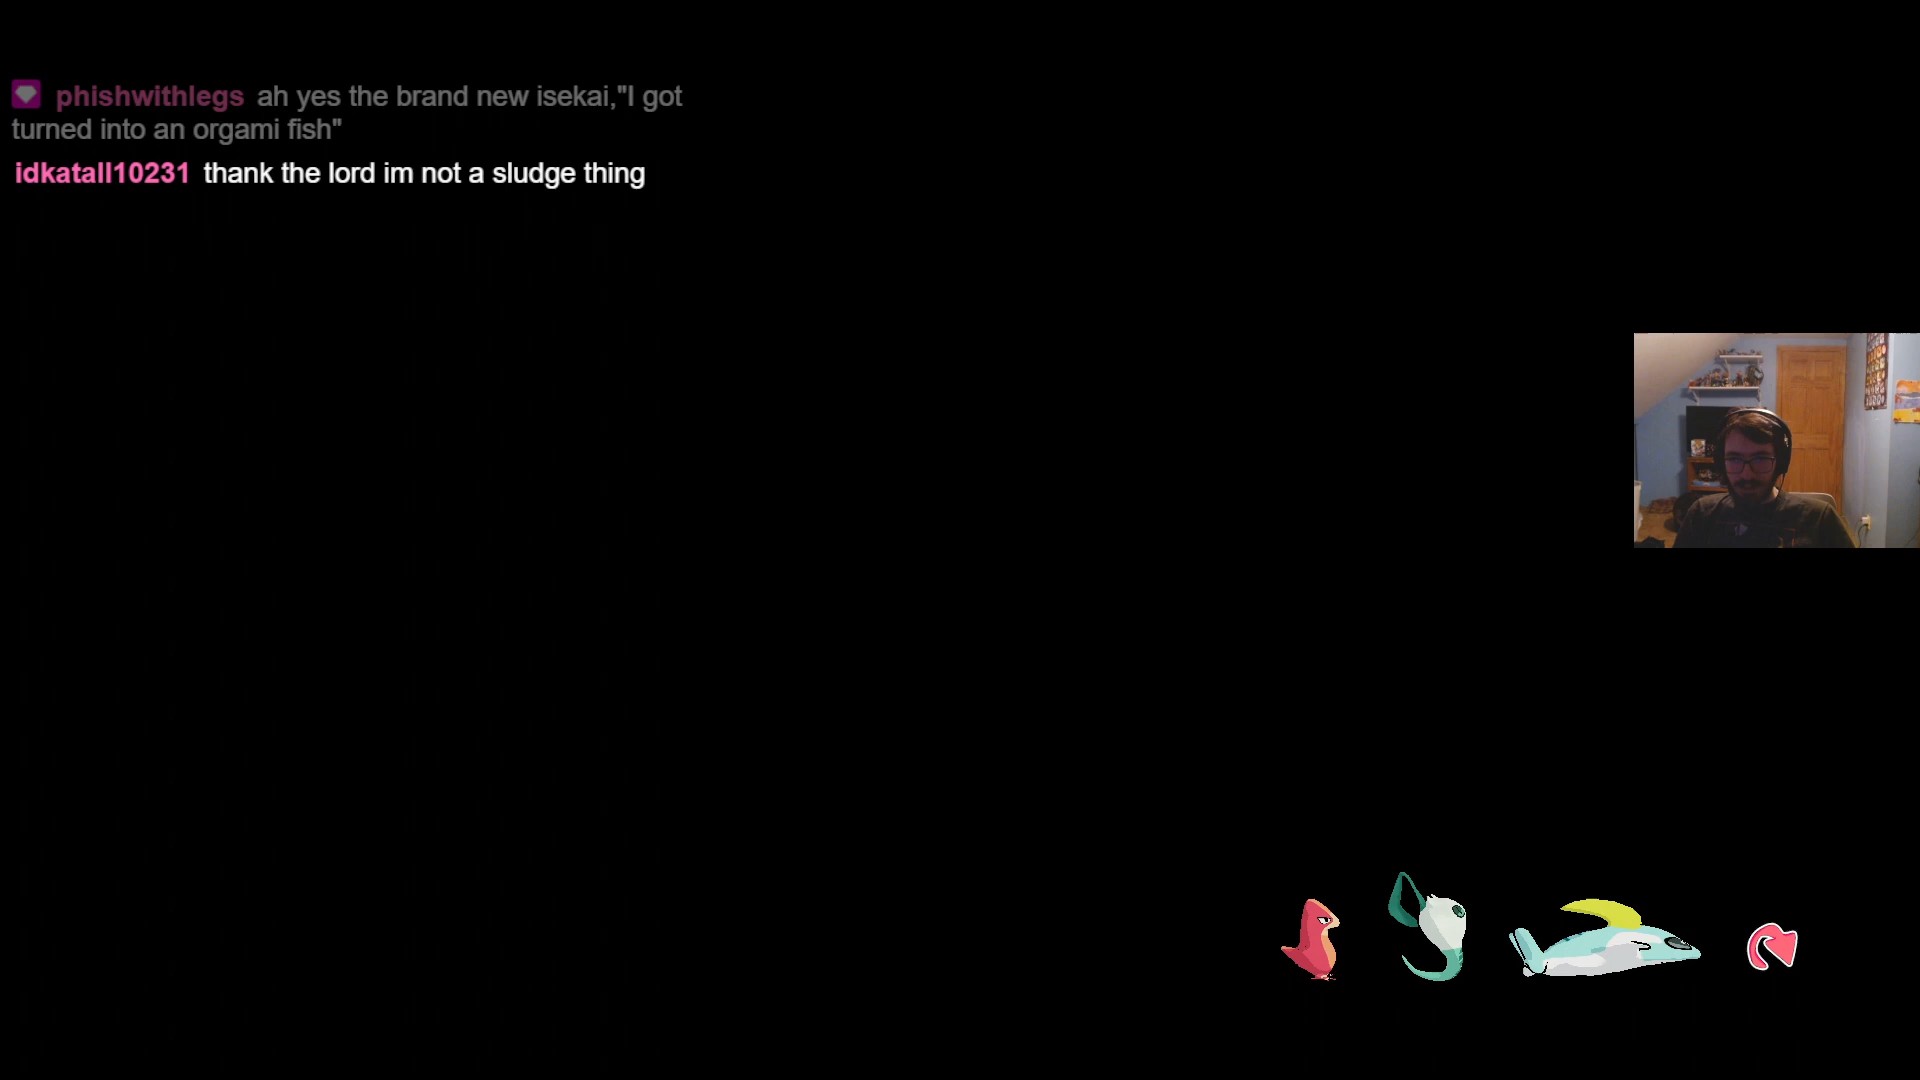 phishwithlegs ah yes the brand new isekai,"I got
turned into an orgami fish"
idkatall10231 thank the lord im not a sludge thing